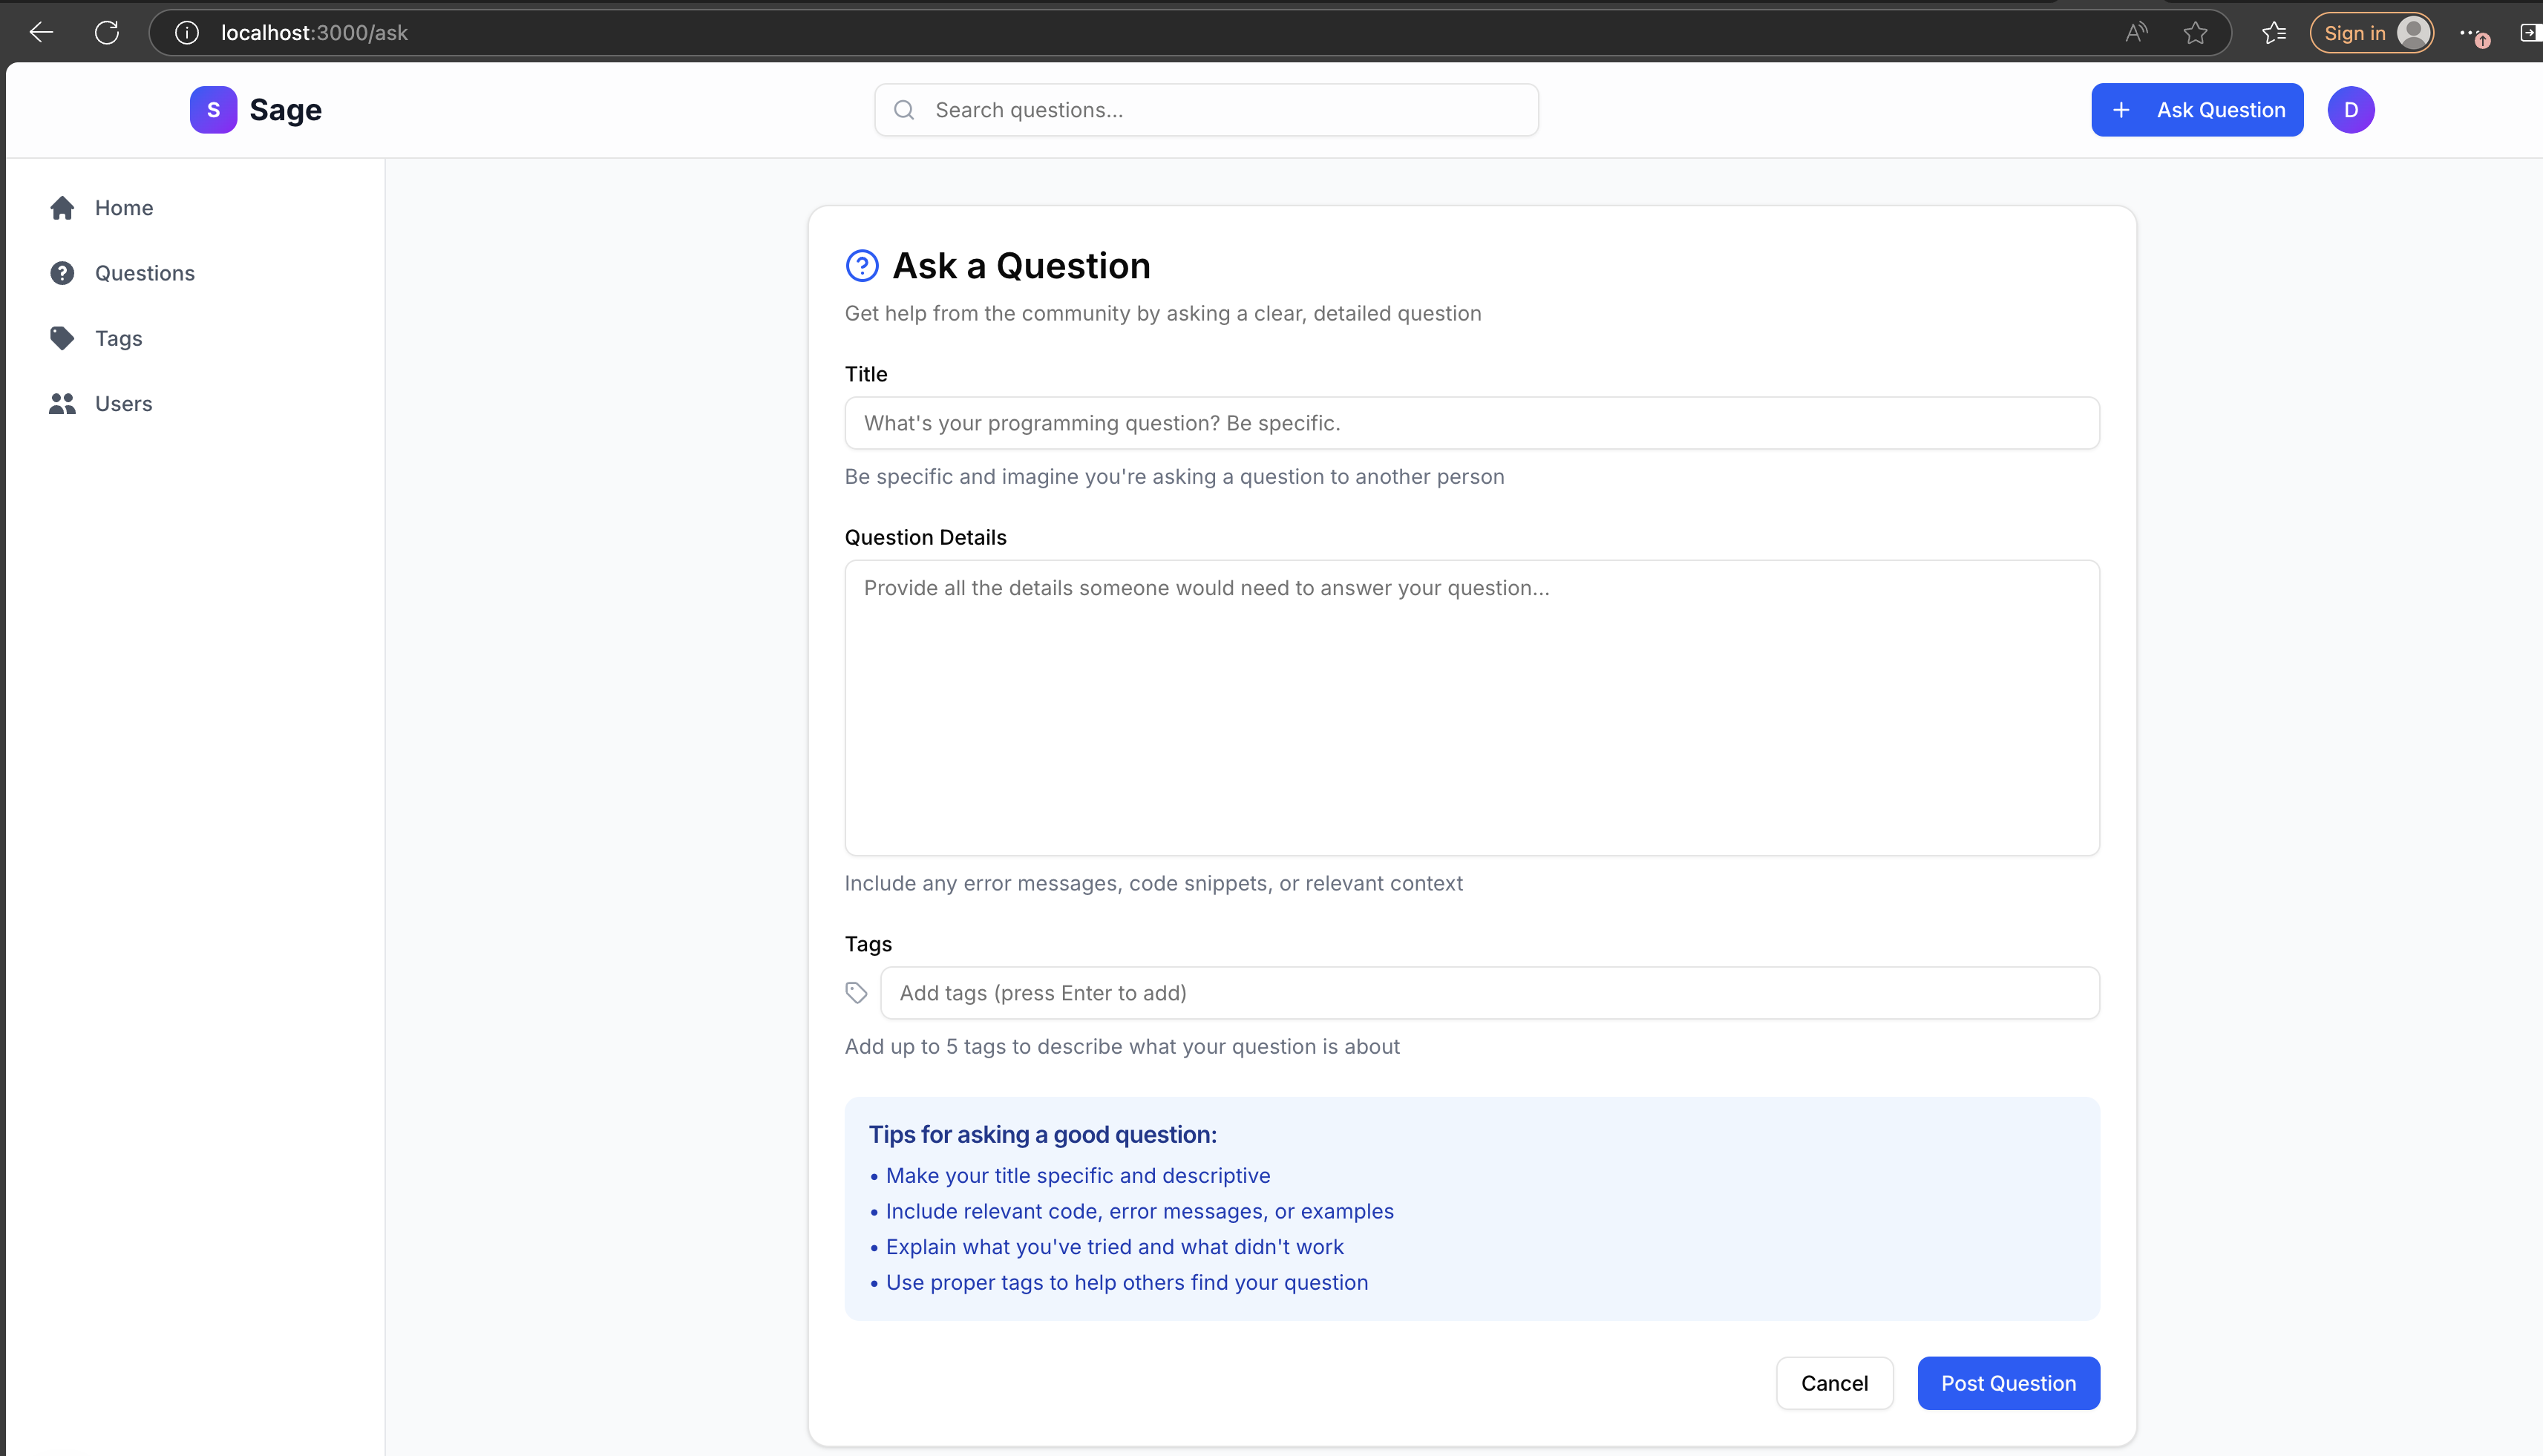 localhost:3000/ask
Sign in
S
Sage
Search questions...
+ Ask Question
D
Home
Questions
Tags
Users
Ask a Question
Get help from the community by asking a clear, detailed question
Title
What's your programming question? Be specific.
Be specific and imagine you're asking a question to another person
Question Details
Provide all the details someone would need to answer your question...
Include any error messages, code snippets, or relevant context
Tags
Add tags (press Enter to add)
Add up to 5 tags to describe what your question is about
Tips for asking a good question:
• Make your title specific and descriptive
• Include relevant code, error messages, or examples
• Explain what you've tried and what didn't work
• Use proper tags to help others find your question
Cancel
Post Question